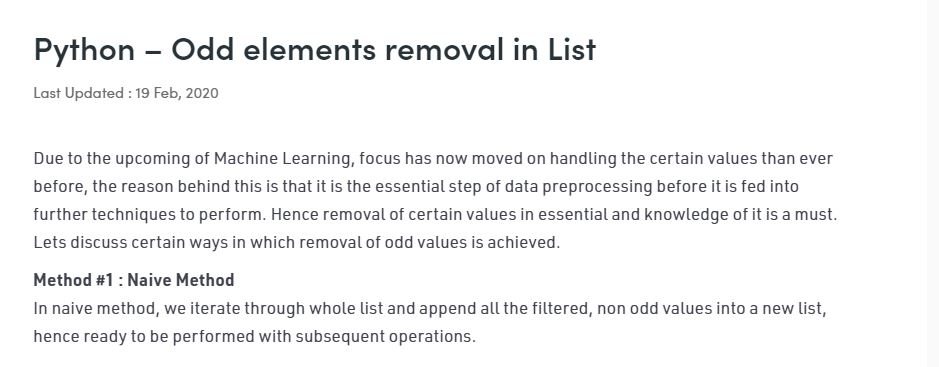 Python – Odd elements removal in List
Last Updated : 19 Feb, 2020
Due to the upcoming of Machine Learning, focus has now moved on handling the certain values than ever
before, the reason behind this is that it is the essential step of data preprocessing before it is fed into
further techniques to perform. Hence removal of certain values in essential and knowledge of it is a must.
Lets discuss certain ways in which removal of odd values is achieved.
Method #1 : Naive Method
In naive method, we iterate through whole list and append all the filtered, non odd values into a new list,
hence ready to be performed with subsequent operations.